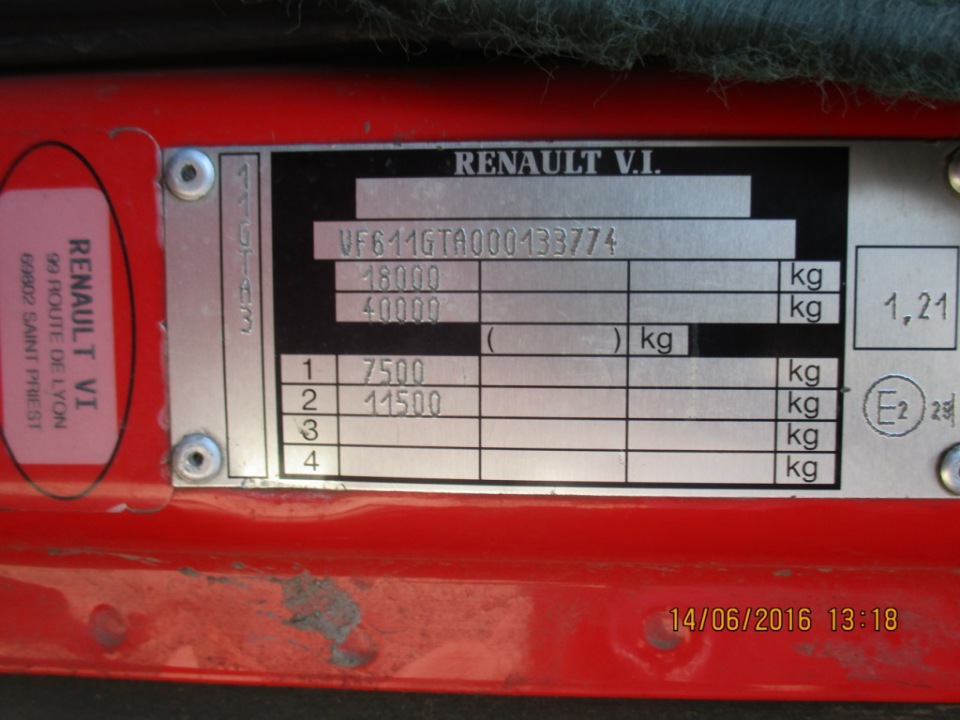 RENAULT VI
99 ROUTE DE LYON
69802 SAINT PRIEST
11GTA3
RENAULT V.I.
VF611GTA000133774
18000 kg
40000 kg
( ) kg
1 7500 kg
2 11500 kg
3 kg
4 kg
1,21
E2
14/06/2016 13:18